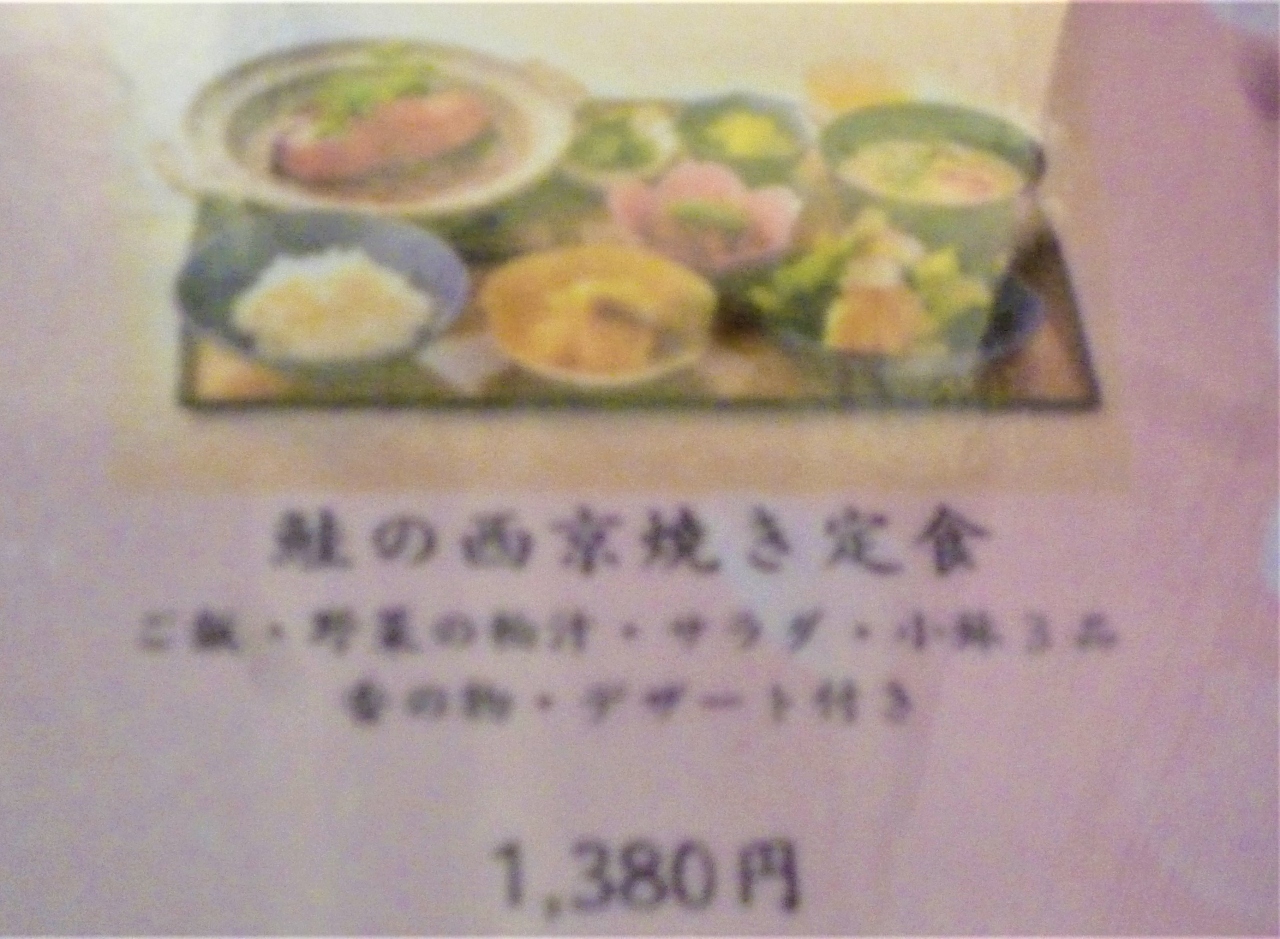 鮭の西京焼き定食
ご飯・野菜の粕汁・サラダ・小鉢3品
香の物・デザート付き
1,380円